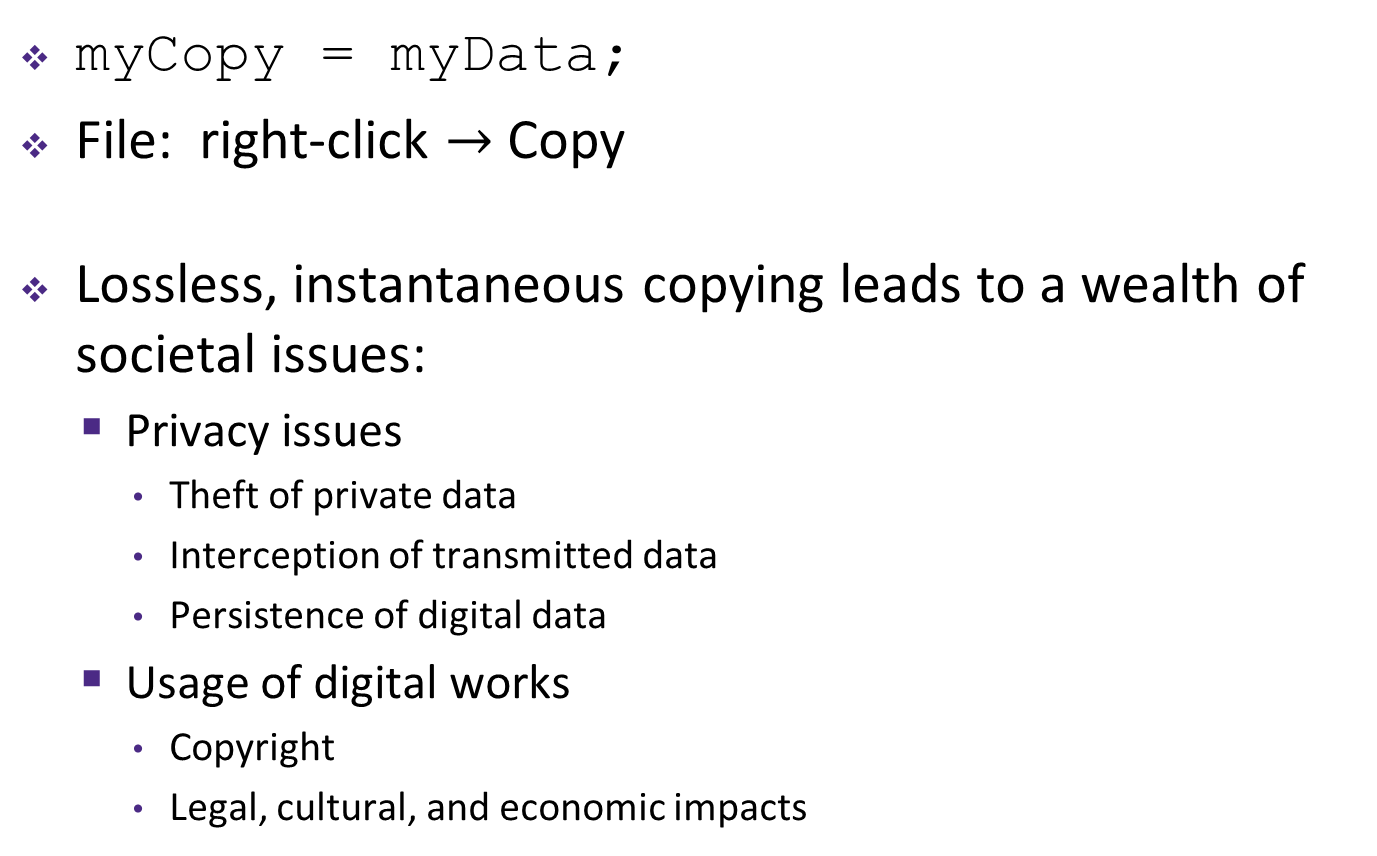 myCopy = myData;
File: right-click → Copy
Lossless, instantaneous copying leads to a wealth of
societal issues:
Privacy issues
Theft of private data
Interception of transmitted data
Persistence of digital data
Usage of digital works
Copyright
Legal, cultural, and economic impacts